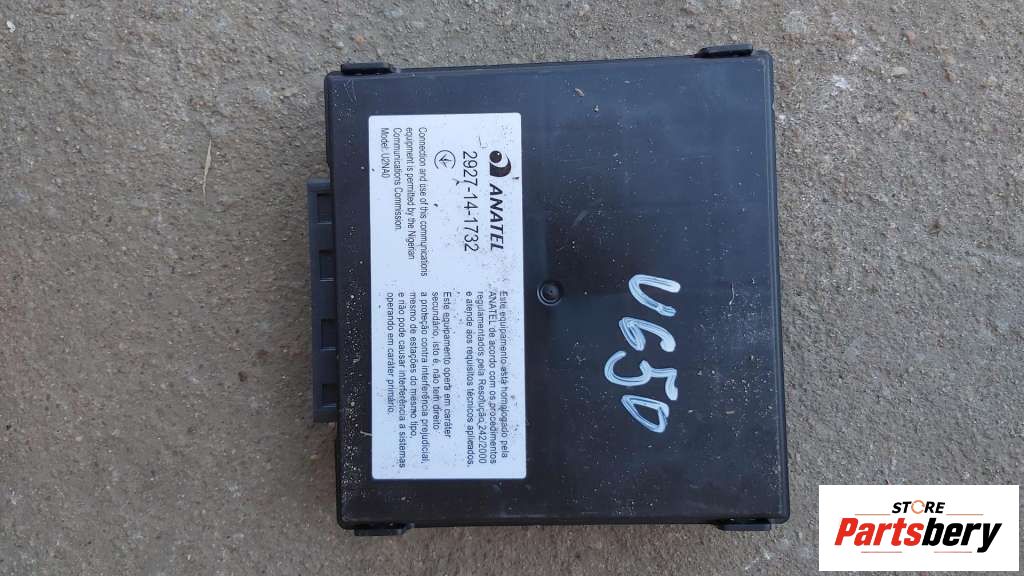 ANATEL
2927-14-1732
Connection and use of this communications
equipment is permitted by the Nigerian
Communications Commission.
Model: U2NA0
Este equipamento está homologado pela
ANATEL de acordo com os procedimentos
regulamentados pela Resolução 242/2000
e atende aos requisitos técnicos aplicados.
Este equipamento opera em caráter
secundário, isto é, não tem direito
a proteção contra interferência prejudicial,
mesmo de estações do mesmo tipo,
e não pode causar interferência a sistemas
operando em caráter primário.
U650
STORE
Partsbery